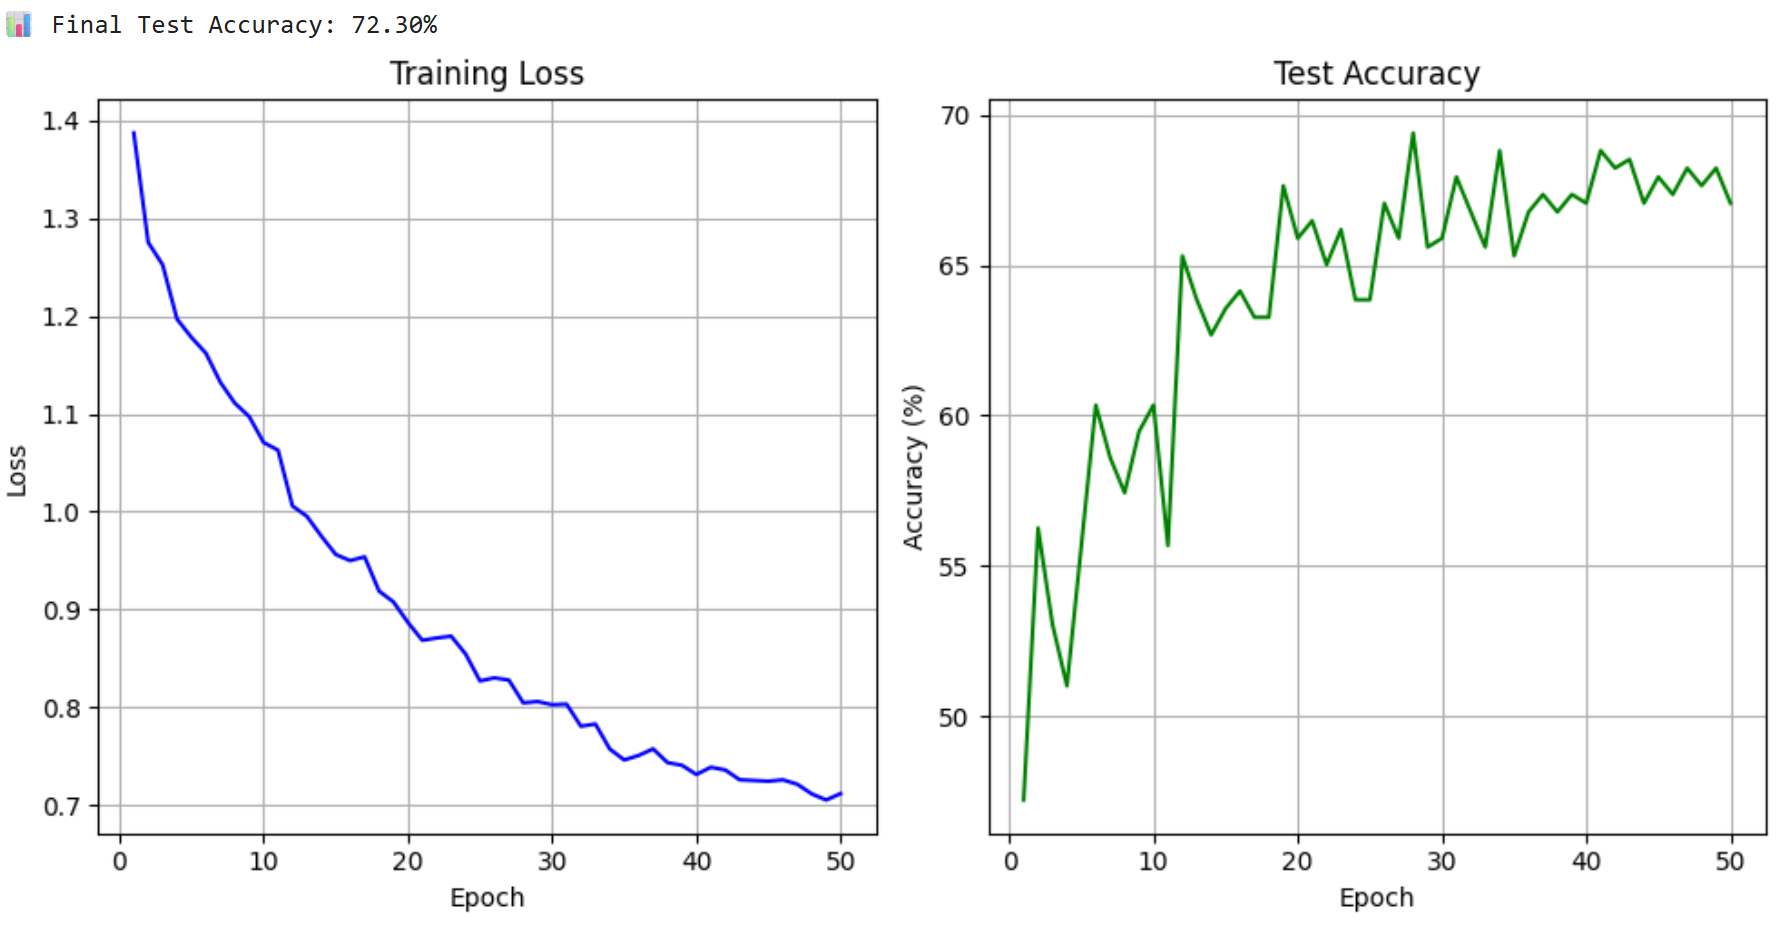 📊 Final Test Accuracy: 72.30%
Training Loss
1.4
1.3
1.2
1.1
1.0
0.9
0.8
0.7
Loss
0 10 20 30 40 50
Epoch
Test Accuracy
70
65
60
55
50
Accuracy (%)
0 10 20 30 40 50
Epoch